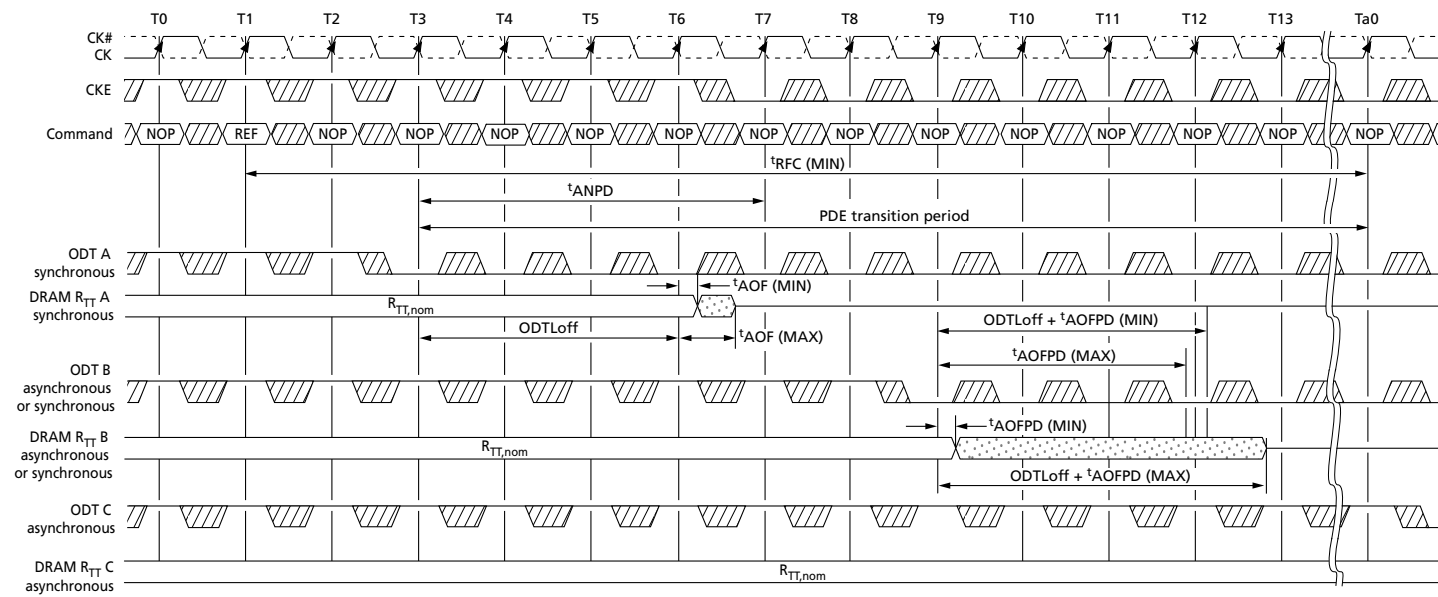 T0 T1 T2 T3 T4 T5 T6 T7 T8 T9 T10 T11 T12 T13 Ta0
CK#
CK
CKE
Command NOP REF NOP NOP NOP NOP NOP NOP NOP NOP NOP NOP NOP NOP NOP
tRFC (MIN)
tANPD
PDE transition period
ODT A
synchronous
tAOF (MIN)
DRAM RTT A
synchronous
RTT,nom
ODTLoff
tAOF (MAX)
ODTLoff + tAOFPD (MIN)
tAOFPD (MAX)
ODT B
asynchronous
or synchronous
tAOFPD (MIN)
DRAM RTT B
asynchronous
or synchronous
RTT,nom
ODTLoff + tAOFPD (MAX)
ODT C
asynchronous
DRAM RTT C
asynchronous
RTT,nom